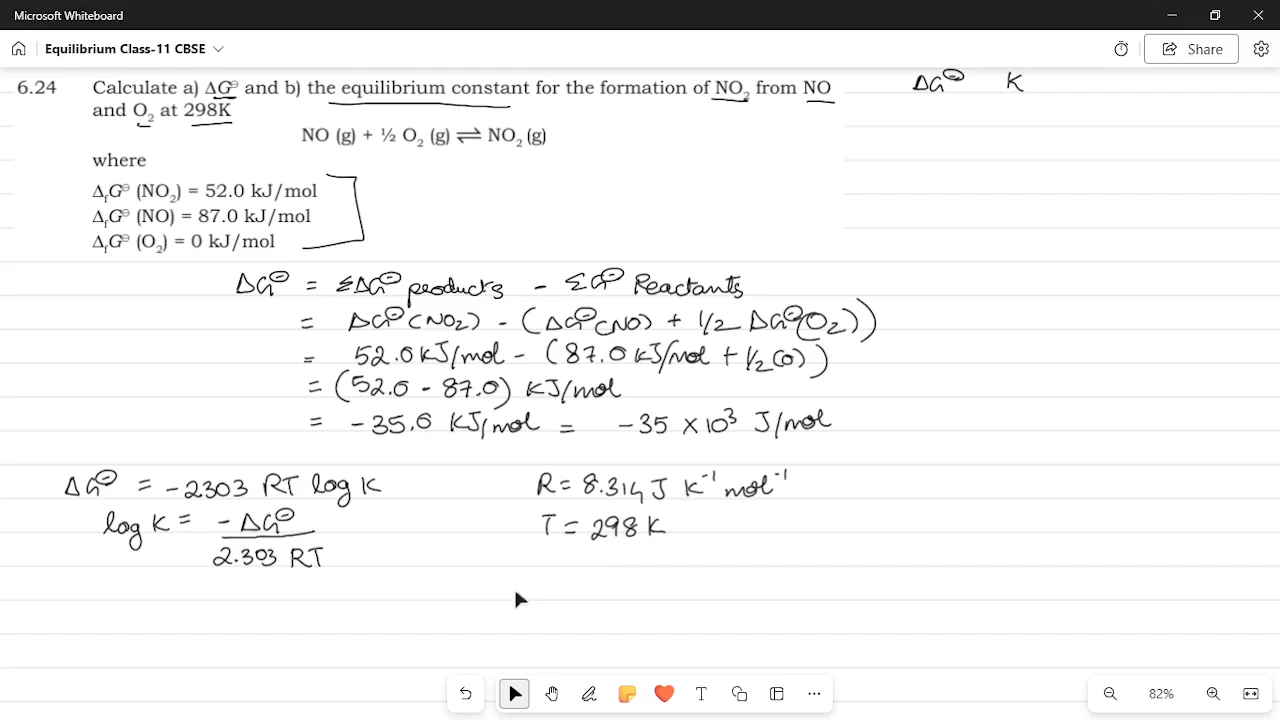 Microsoft Whiteboard
Equilibrium Class-11 CBSE
Share
6.24 Calculate a) ΔG⊖ and b) the equilibrium constant for the formation of NO₂ from NO
and O₂ at 298K
ΔG⊖ K
NO (g) + ½ O₂ (g) ⇌ NO₂ (g)
where
ΔfG⊖ (NO₂) = 52.0 kJ/mol
ΔfG⊖ (NO) = 87.0 kJ/mol
ΔfG⊖ (O₂) = 0 kJ/mol
ΔG⊖ = ΣΔG⊖ products - ΣG⊖ Reactants
= ΔG⊖(NO₂) - (ΔG⊖(NO) + 1/2 ΔG⊖(O₂))
= 52.0 KJ/mol - (87.0 KJ/mol + 1/2(0))
= (52.0 - 87.0) KJ/mol
= -35.0 KJ/mol = -35 × 10³ J/mol
ΔG⊖ = -2303 RT log K
R = 8.314 J K⁻¹ mol⁻¹
log K = -ΔG⊖ / 2.303 RT
T = 298 K
82%